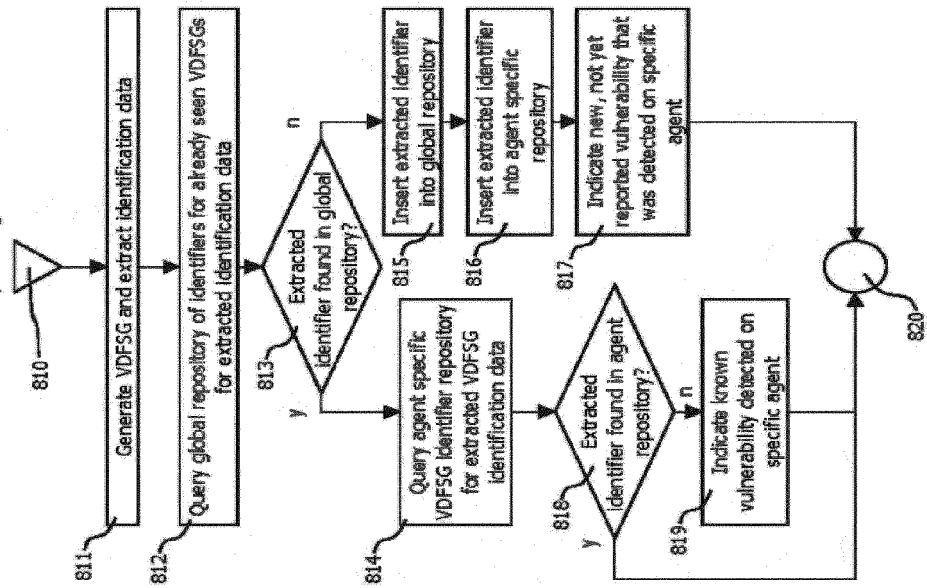 810
811
Generate VDFSG and extract identification data
812
Query global repository of identifiers for already seen VDFSGs
for extracted identification data
813
Extracted
identifier found in global
repository?
y
n
814
Query agent specific
VDFSG identifier repository
for extracted VDFSG
identification data
815
Insert extracted identifier
into global repository
816
Insert extracted identifier
into agent specific
repository
817
Indicate new, not yet
reported vulnerability that
was detected on specific
agent
818
Extracted
identifier found in agent
repository?
y
n
819
Indicate known
vulnerability detected on
specific agent
820